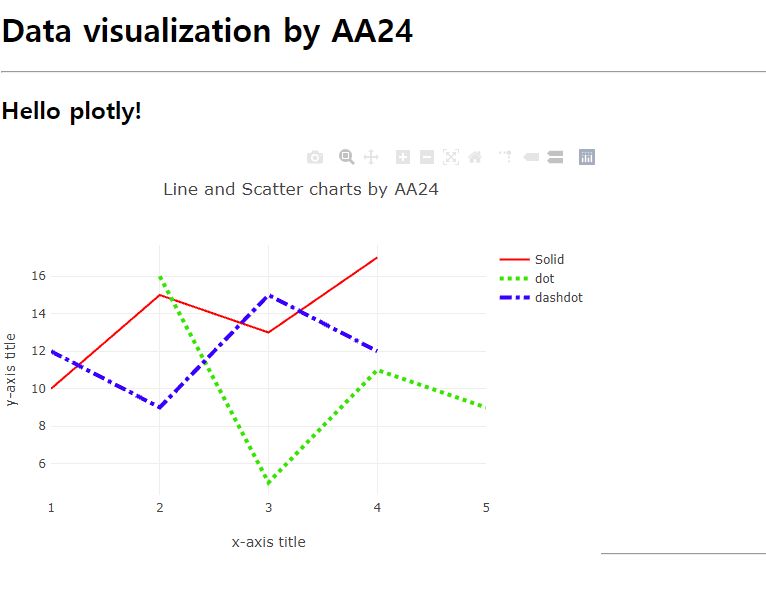 Data visualization by AA24
Hello plotly!
Line and Scatter charts by AA24
Solid
dot
dashdot
16
14
12
10
8
6
y-axis title
1 2 3 4 5
x-axis title